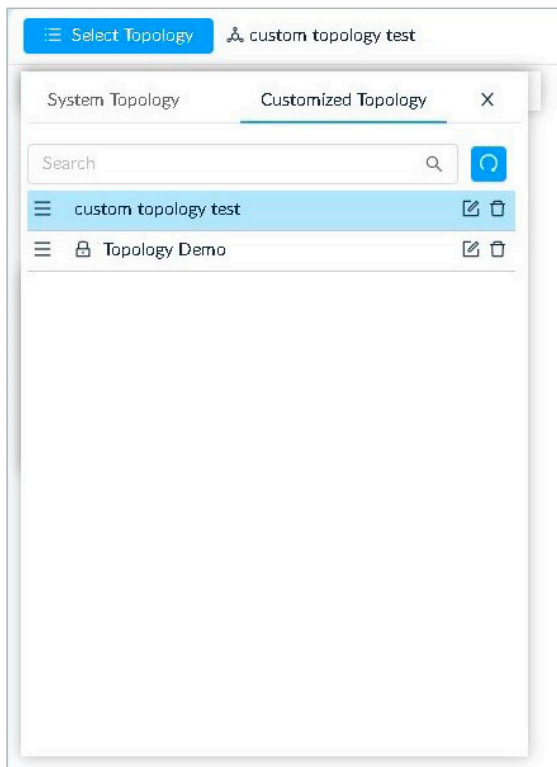 Select Topology custom topology test
System Topology Customized Topology X
Search
custom topology test
Topology Demo